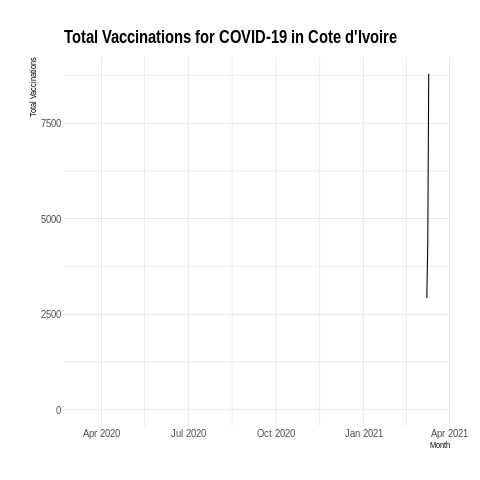 Total Vaccinations for COVID-19 in Cote d'Ivoire
Total Vaccinations
7500
5000
2500
0
Apr 2020 Jul 2020 Oct 2020 Jan 2021 Apr 2021
Month